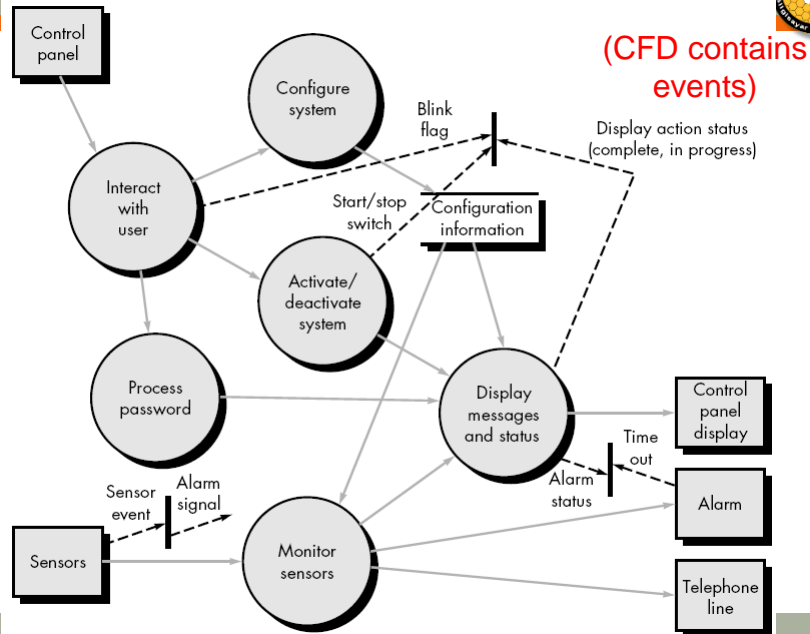 Control
panel
(CFD contains
events)
Configure
system
Blink
flag
Display action status
(complete, in progress)
Interact
with
user
Start/stop
switch
Configuration
information
Activate/
deactivate
system
Process
password
Display
messages
and status
Control
panel
display
Time
out
Alarm
status
Alarm
Sensor
event
Alarm
signal
Sensors
Monitor
sensors
Telephone
line